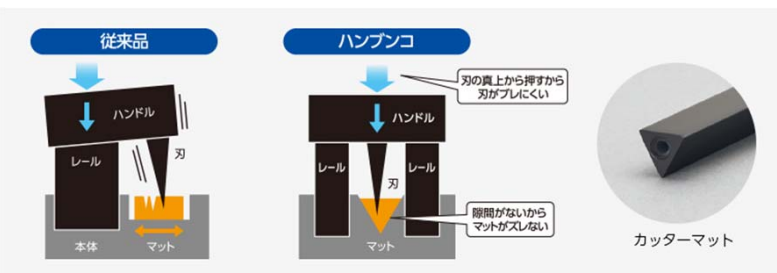 従来品
ハンドル
レール
刃
本体
マット
ハンブンコ
刃の真上から押すから
刃がブレにくい
ハンドル
レール
レール
刃
隙間がないから
マットがズレない
マット
カッターマット